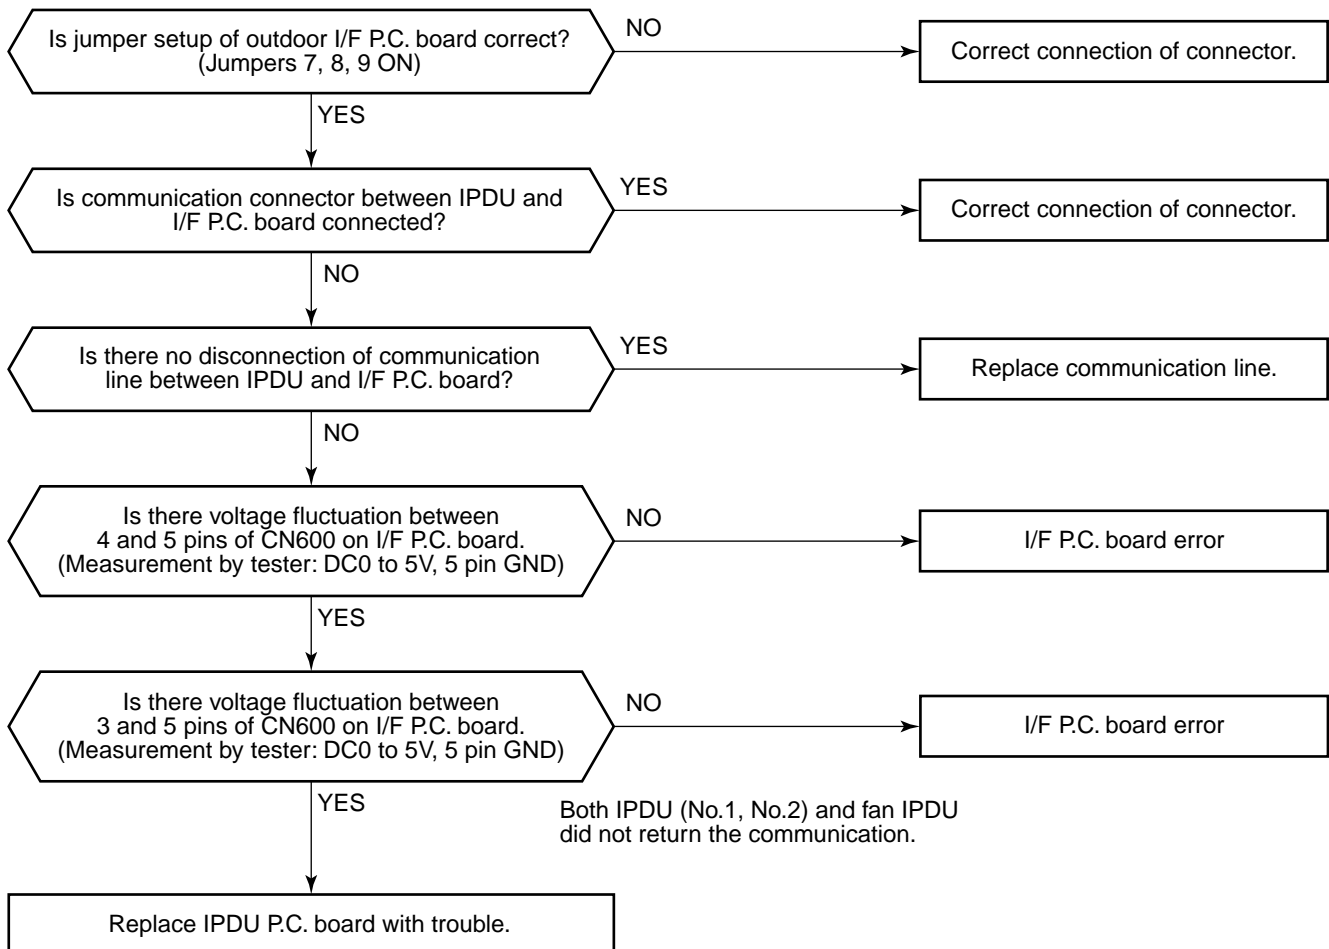 Is jumper setup of outdoor I/F P.C. board correct?
(Jumpers 7, 8, 9 ON)
NO
Correct connection of connector.
YES
Is communication connector between IPDU and
I/F P.C. board connected?
YES
Correct connection of connector.
NO
Is there no disconnection of communication
line between IPDU and I/F P.C. board?
YES
Replace communication line.
NO
Is there voltage fluctuation between
4 and 5 pins of CN600 on I/F P.C. board.
(Measurement by tester: DC0 to 5V, 5 pin GND)
NO
I/F P.C. board error
YES
Is there voltage fluctuation between
3 and 5 pins of CN600 on I/F P.C. board.
(Measurement by tester: DC0 to 5V, 5 pin GND)
NO
I/F P.C. board error
YES
Both IPDU (No.1, No.2) and fan IPDU
did not return the communication.
Replace IPDU P.C. board with trouble.